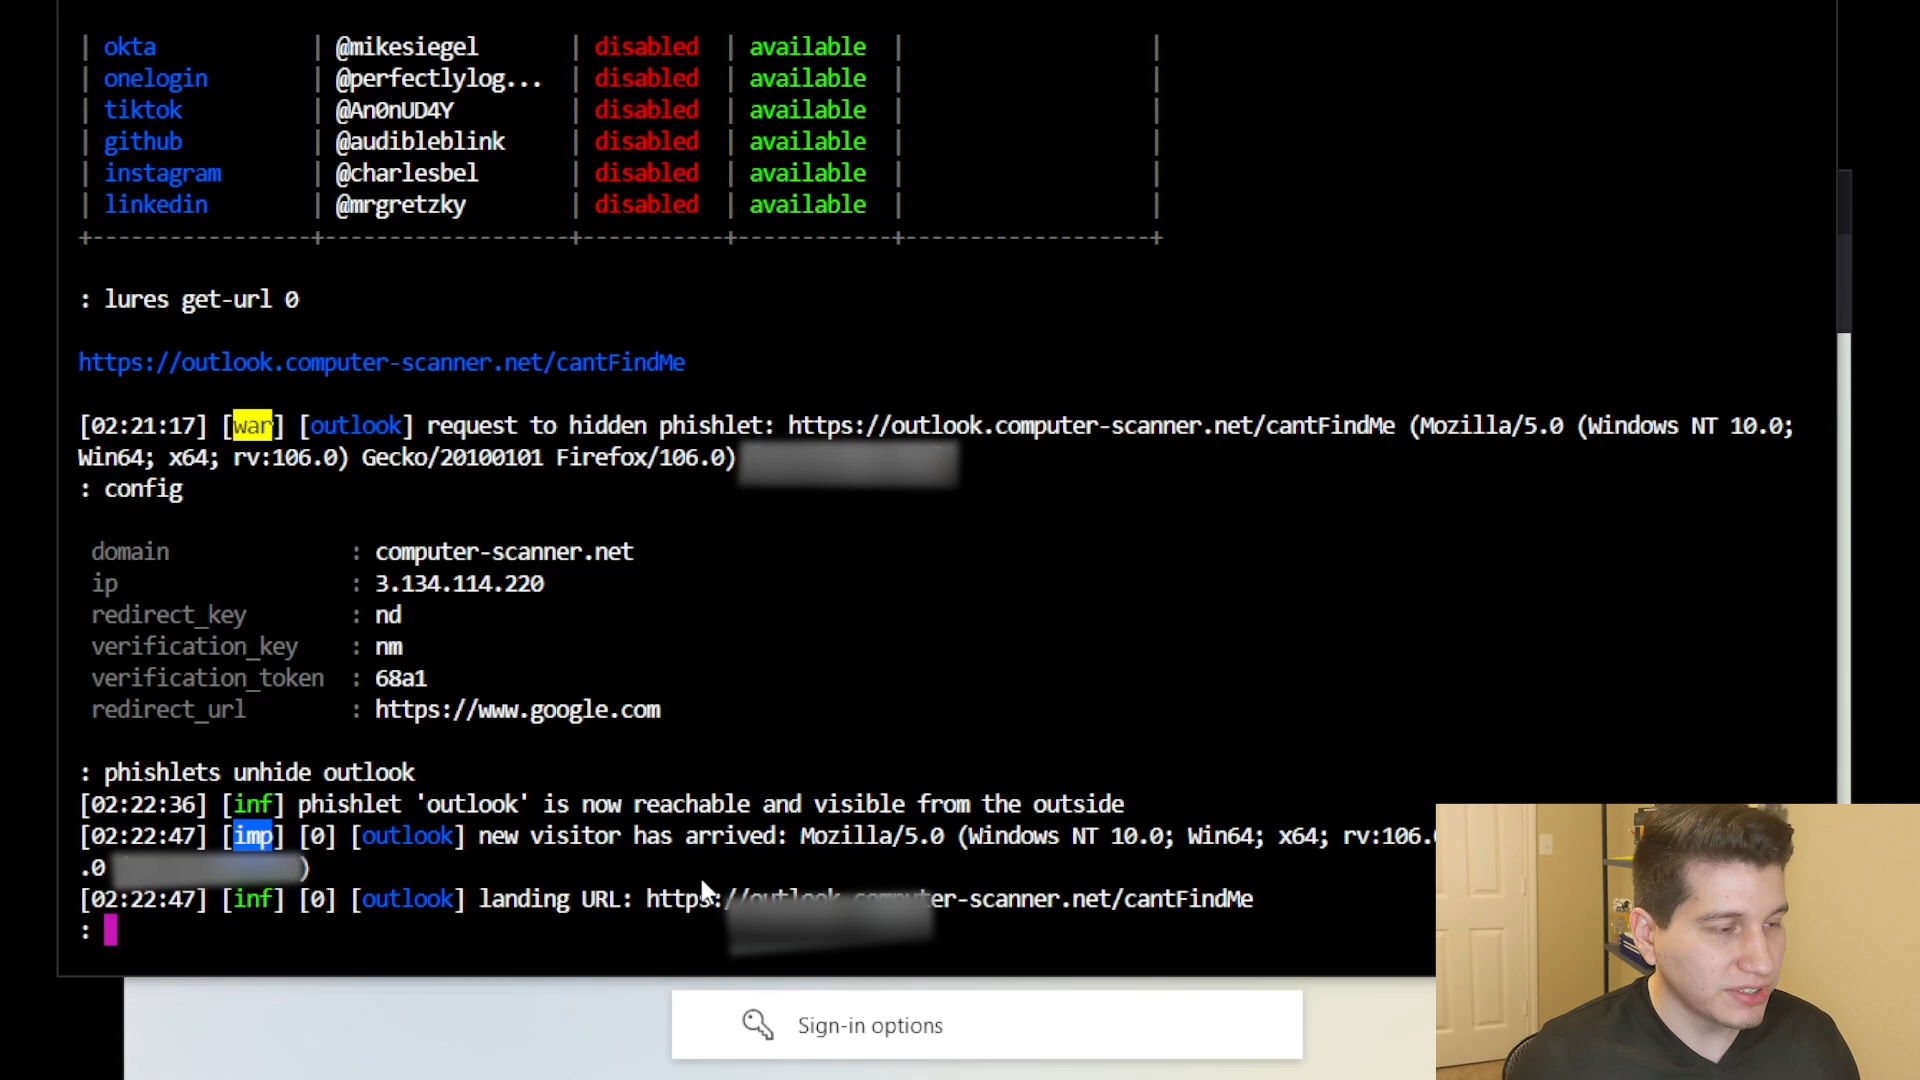 | okta | @mikesiegel | disabled | available | |
| onelogin | @perfectlylog... | disabled | available | |
| tiktok | @An0nUD4Y | disabled | available | |
| github | @audibleblink | disabled | available | |
| instagram | @charlesbel | disabled | available | |
| linkedin | @mrgretzky | disabled | available | |
+-----------------+-------------------+-----------+------------+-------------------+
: lures get-url 0
https://outlook.computer-scanner.net/cantFindMe
[02:21:17] [war] [outlook] request to hidden phishlet: https://outlook.computer-scanner.net/cantFindMe (Mozilla/5.0 (Windows NT 10.0;
Win64; x64; rv:106.0) Gecko/20100101 Firefox/106.0)
: config
domain : computer-scanner.net
ip : 3.134.114.220
redirect_key : nd
verification_key : nm
verification_token : 68a1
redirect_url : https://www.google.com
: phishlets unhide outlook
[02:22:36] [inf] phishlet 'outlook' is now reachable and visible from the outside
[02:22:47] [imp] [0] [outlook] new visitor has arrived: Mozilla/5.0 (Windows NT 10.0; Win64; x64; rv:106.
.0 )
[02:22:47] [inf] [0] [outlook] landing URL: https://outlook.computer-scanner.net/cantFindMe
:
Sign-in options